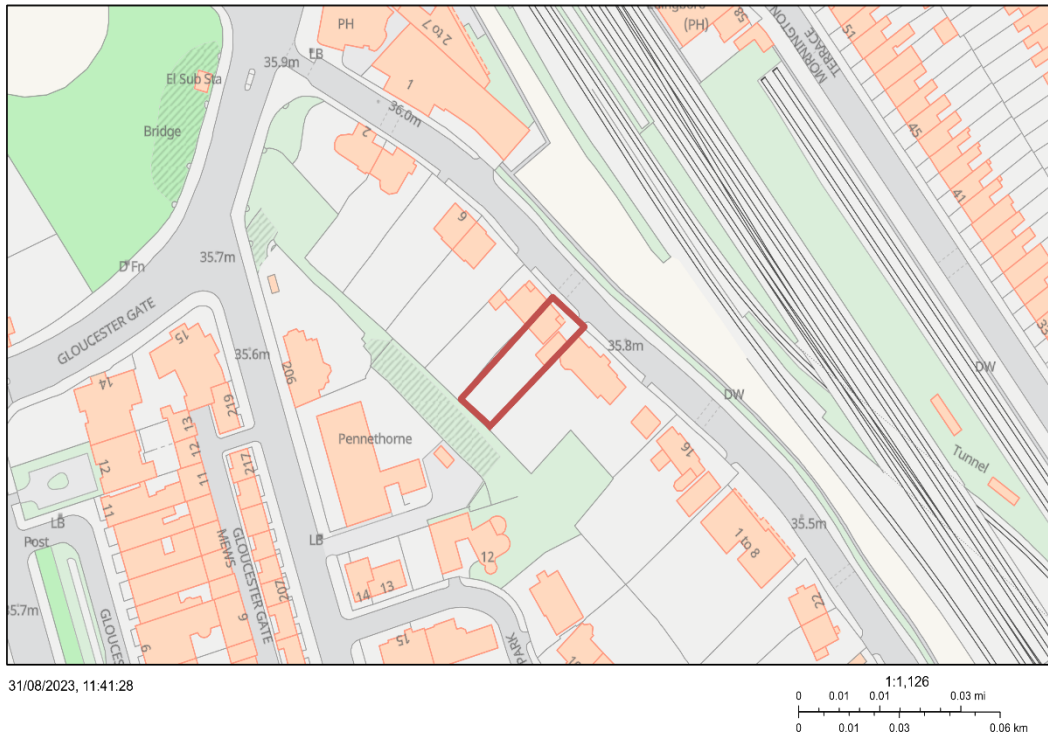 PH
2 to 7
(PH)
58
51
MORNINGTON
TERRACE
LB
35.9m
El Sub Sta
1
36.0m
Bridge
2
45
41
9
35.7m
D Fn
GLOUCESTER GATE
15
35.6m
206
35.8m
33
14
219
DW
DW
13
12
12
217
11
Pennethorne
16
Tunnel
11
1 to 8
35.5m
LB
Post
LB
12
GLOUCESTER GATE
MEWS
14
13
207
22
35.7m
9
9
15
GLOUCES
PARK
31/08/2023, 11:41:28
1:1,126
0 0.01 0.01 0.03 mi
0 0.01 0.03 0.06 km